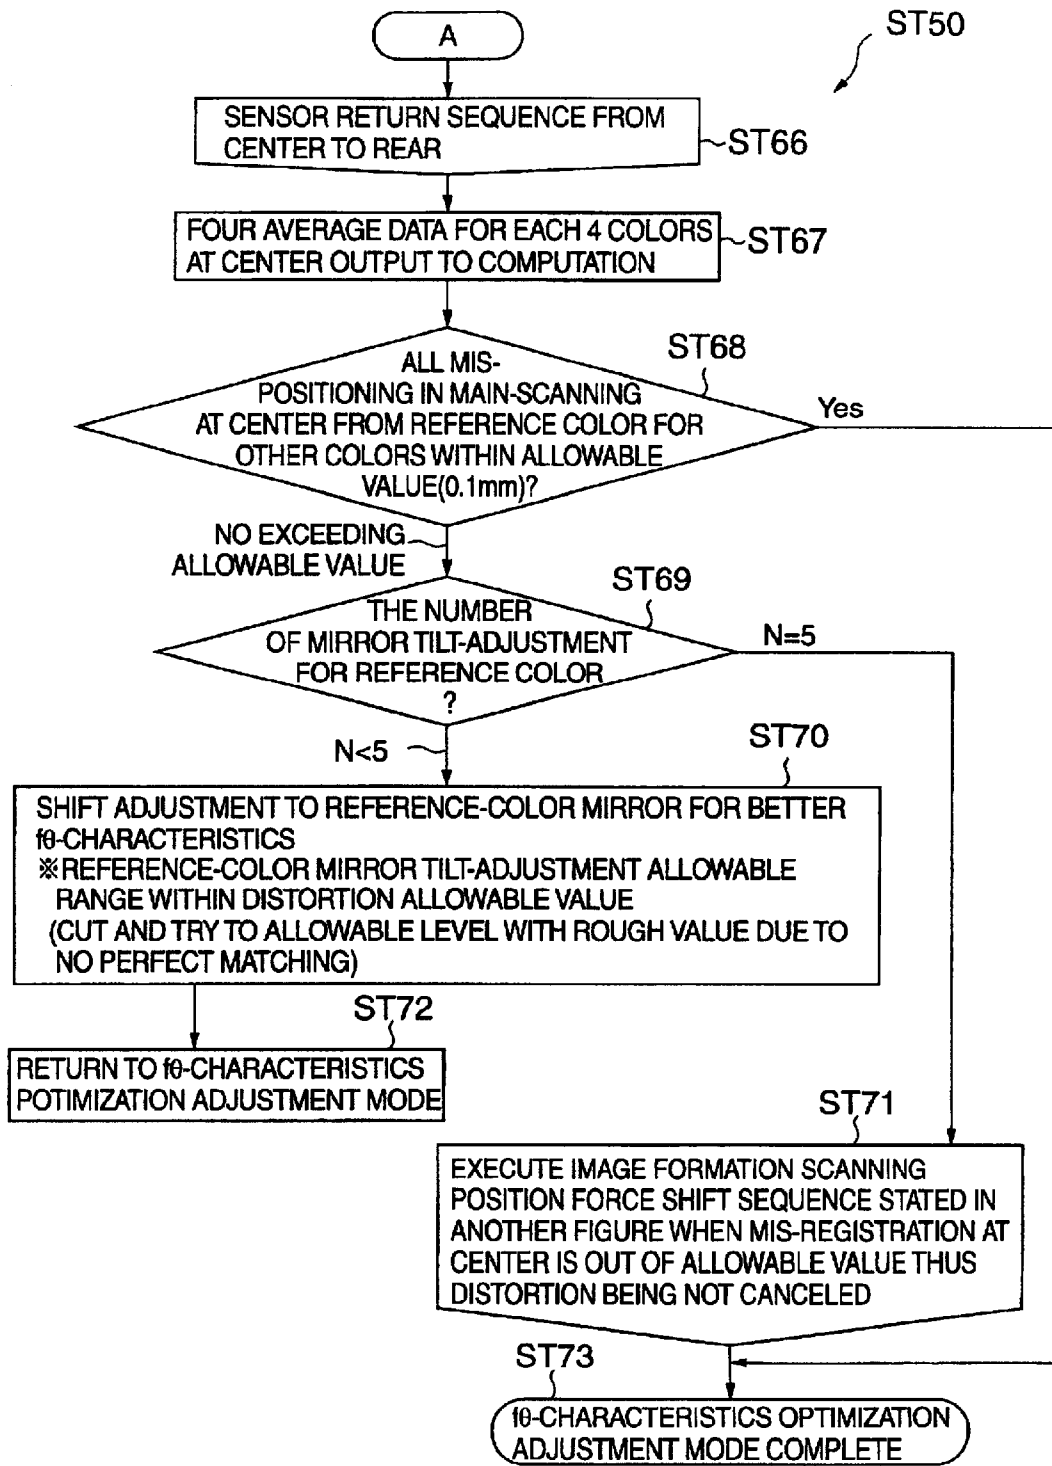 A
ST50
SENSOR RETURN SEQUENCE FROM
CENTER TO REAR
ST66
FOUR AVERAGE DATA FOR EACH 4 COLORS
AT CENTER OUTPUT TO COMPUTATION
ST67
ST68
ALL MIS-
POSITIONING IN MAIN-SCANNING
AT CENTER FROM REFERENCE COLOR FOR
OTHER COLORS WITHIN ALLOWABLE
VALUE(0.1mm)?
Yes
NO EXCEEDING
ALLOWABLE VALUE
ST69
THE NUMBER
OF MIRROR TILT-ADJUSTMENT
FOR REFERENCE COLOR
?
N=5
N<5
ST70
SHIFT ADJUSTMENT TO REFERENCE-COLOR MIRROR FOR BETTER
fθ-CHARACTERISTICS
※REFERENCE-COLOR MIRROR TILT-ADJUSTMENT ALLOWABLE
RANGE WITHIN DISTORTION ALLOWABLE VALUE
(CUT AND TRY TO ALLOWABLE LEVEL WITH ROUGH VALUE DUE TO
NO PERFECT MATCHING)
ST72
RETURN TO fθ-CHARACTERISTICS
POTIMIZATION ADJUSTMENT MODE
ST71
EXECUTE IMAGE FORMATION SCANNING
POSITION FORCE SHIFT SEQUENCE STATED IN
ANOTHER FIGURE WHEN MIS-REGISTRATION AT
CENTER IS OUT OF ALLOWABLE VALUE THUS
DISTORTION BEING NOT CANCELED
ST73
fθ-CHARACTERISTICS OPTIMIZATION
ADJUSTMENT MODE COMPLETE